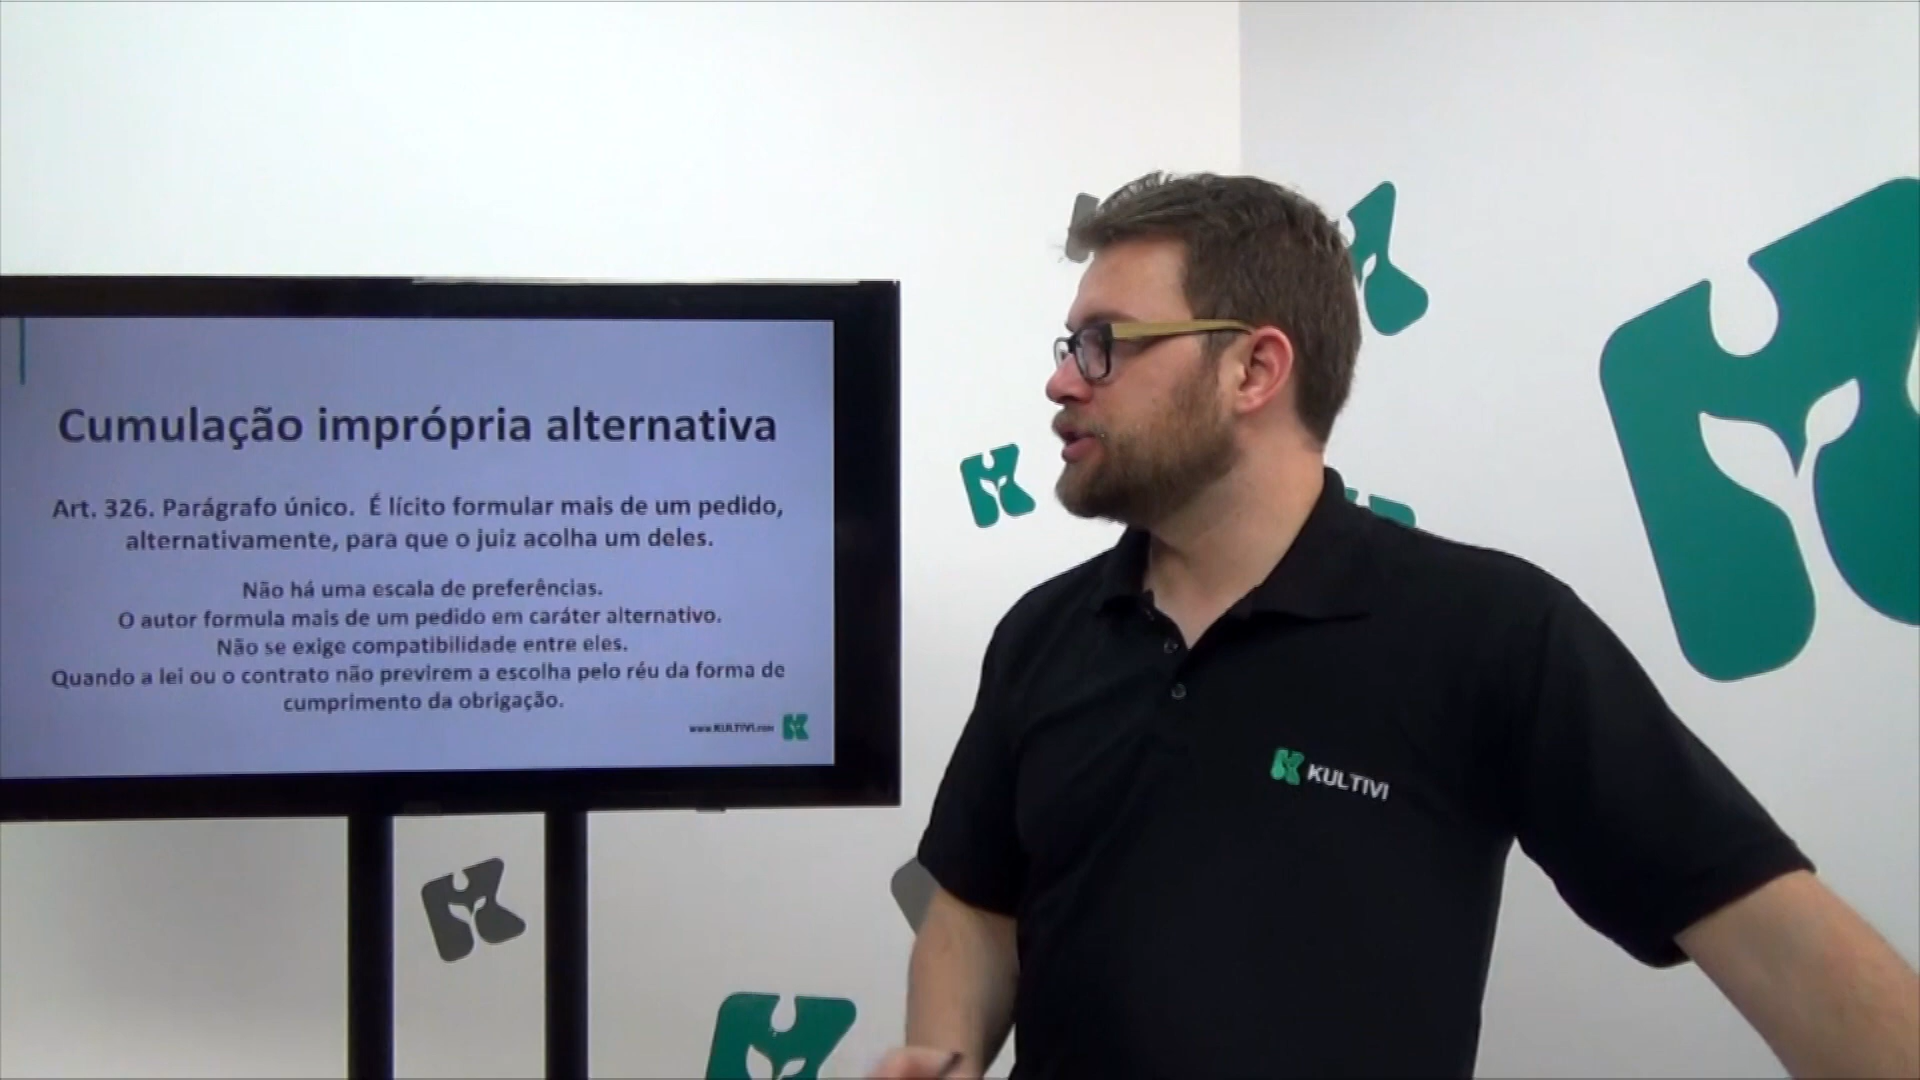 Cumulação imprópria alternativa
Art. 326. Parágrafo único. É lícito formular mais de um pedido,
alternativamente, para que o juiz acolha um deles.
Não há uma escala de preferências.
O autor formula mais de um pedido em caráter alternativo.
Não se exige compatibilidade entre eles.
Quando a lei ou o contrato não previrem a escolha pelo réu da forma de
cumprimento da obrigação.
www.KULTIVI.com
KULTIVI